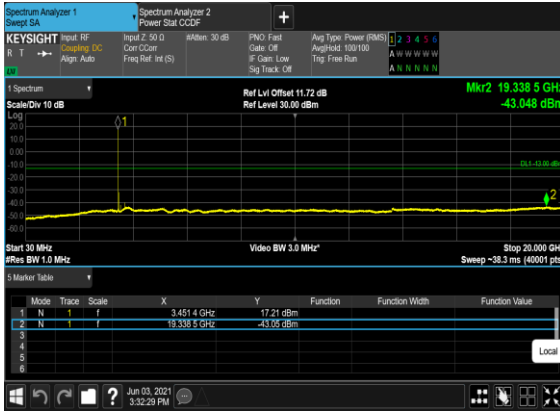 Spectrum Analyzer 1
Swept SA
Spectrum Analyzer 2
Power Stat CCDF
+
KEYSIGHT
R T
LV
Input: RF
Coupling: DC
Align: Auto
Input Z: 50 Ω
Corr CCorr
Freq Ref: Int (S)
#Atten: 30 dB
PNO: Fast
Gate: Off
IF Gain: Low
Sig Track: Off
Avg Type: Power (RMS)
Avg|Hold: 100/100
Trig: Free Run
1 2 3 4 5 6
A W W W W W
A N N N N N
1 Spectrum
Scale/Div 10 dB
Ref Lvl Offset 11.72 dB
Ref Level 30.00 dBm
Mkr2 19.338 5 GHz
-43.048 dBm
Log
20.0
10.0
0.00
-10.0
-20.0
-30.0
-40.0
-50.0
-60.0
1
2
DL1 -13.00 dBm
Start 30 MHz
#Res BW 1.0 MHz
Video BW 3.0 MHz*
Stop 20.000 GHz
Sweep ~38.3 ms (40001 pts)
5 Marker Table
Mode Trace Scale X Y Function Function Width Function Value
1 N 1 f 3.451 4 GHz 17.21 dBm
2 N 1 f 19.338 5 GHz -43.05 dBm
3
4
5
6
Local
?
Jun 03, 2021
3:32:29 PM